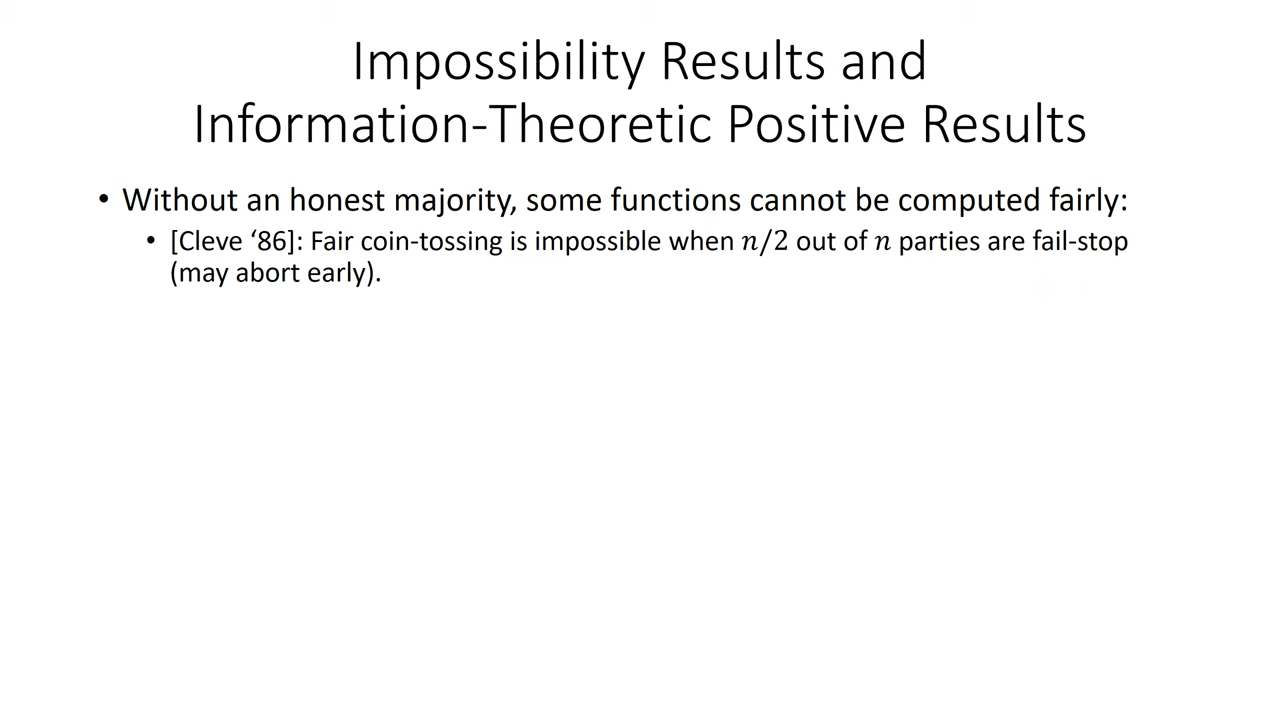 Impossibility Results and
Information-Theoretic Positive Results
• Without an honest majority, some functions cannot be computed fairly:
• [Cleve ‘86]: Fair coin-tossing is impossible when n/2 out of n parties are fail-stop
(may abort early).